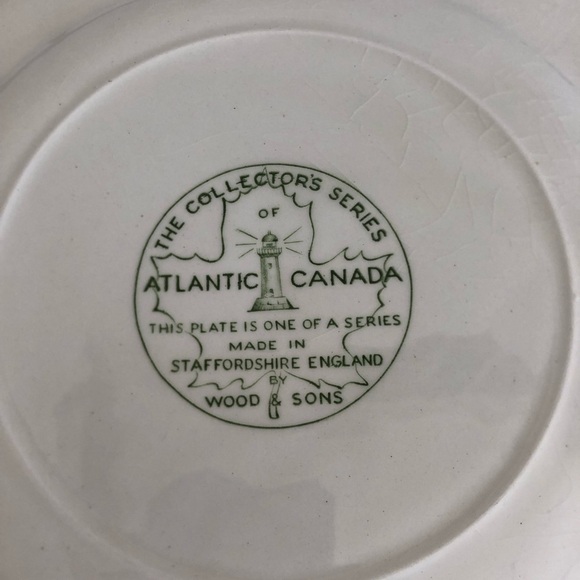 THE COLLECTOR'S SERIES
OF
ATLANTIC CANADA
THIS PLATE IS ONE OF A SERIES
MADE IN
STAFFORDSHIRE ENGLAND
BY
WOOD & SONS